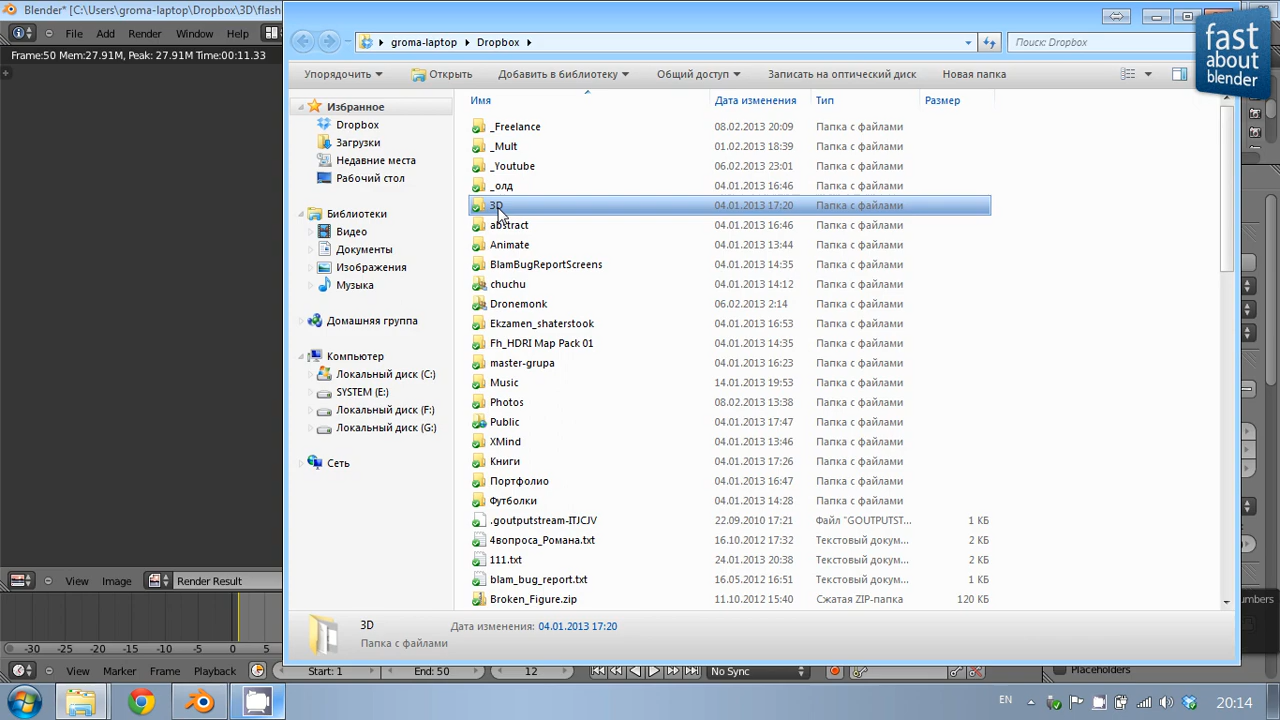 Blender* [C:\Users\groma-laptop\Dropbox\3D\flash
File Add Render Window Help
Frame:50 Mem:27.91M, Peak: 27.91M Time:00:11.33
groma-laptop Dropbox
Поиск: Dropbox
fast
about
blender
Упорядочить Открыть Добавить в библиотеку Общий доступ Записать на оптический диск Новая папка
Избранное
Dropbox
Загрузки
Недавние места
Рабочий стол
Библиотеки
Видео
Документы
Изображения
Музыка
Домашняя группа
Компьютер
Локальный диск (C:)
SYSTEM (E:)
Локальный диск (F:)
Локальный диск (G:)
Сеть
Имя Дата изменения Тип Размер
_Freelance 08.02.2013 20:09 Папка с файлами
_Mult 01.02.2013 18:39 Папка с файлами
_Youtube 06.02.2013 23:01 Папка с файлами
_олд 04.01.2013 16:46 Папка с файлами
3D 04.01.2013 17:20 Папка с файлами
abstract 04.01.2013 16:46 Папка с файлами
Animate 04.01.2013 13:44 Папка с файлами
BlamBugReportScreens 04.01.2013 14:35 Папка с файлами
chuchu 04.01.2013 14:12 Папка с файлами
Dronemonk 06.02.2013 2:14 Папка с файлами
Ekzamen_shaterstook 04.01.2013 16:53 Папка с файлами
Fh_HDRI Map Pack 01 04.01.2013 14:35 Папка с файлами
master-grupa 04.01.2013 16:23 Папка с файлами
Music 14.01.2013 19:53 Папка с файлами
Photos 08.02.2013 13:38 Папка с файлами
Public 04.01.2013 17:47 Папка с файлами
XMind 04.01.2013 13:46 Папка с файлами
Книги 04.01.2013 17:26 Папка с файлами
Портфолио 04.01.2013 16:47 Папка с файлами
Футболки 04.01.2013 14:28 Папка с файлами
.goutputstream-ITJCJV 22.09.2010 17:21 Файл "GOUTPUTST... 1 КБ
4вопроса_Романа.txt 16.10.2012 17:32 Текстовый докум... 2 КБ
111.txt 24.01.2013 20:38 Текстовый докум... 2 КБ
blam_bug_report.txt 16.05.2012 16:51 Текстовый докум... 1 КБ
Broken_Figure.zip 11.10.2012 15:40 Сжатая ZIP-папка 120 КБ
3D Дата изменения: 04.01.2013 17:20
Папка с файлами
View Image Render Result
umbers
-30 -20 -10 0 5
View Marker Frame Playback Start: 1 End: 50 12 No Sync
Placeholders
EN 20:14